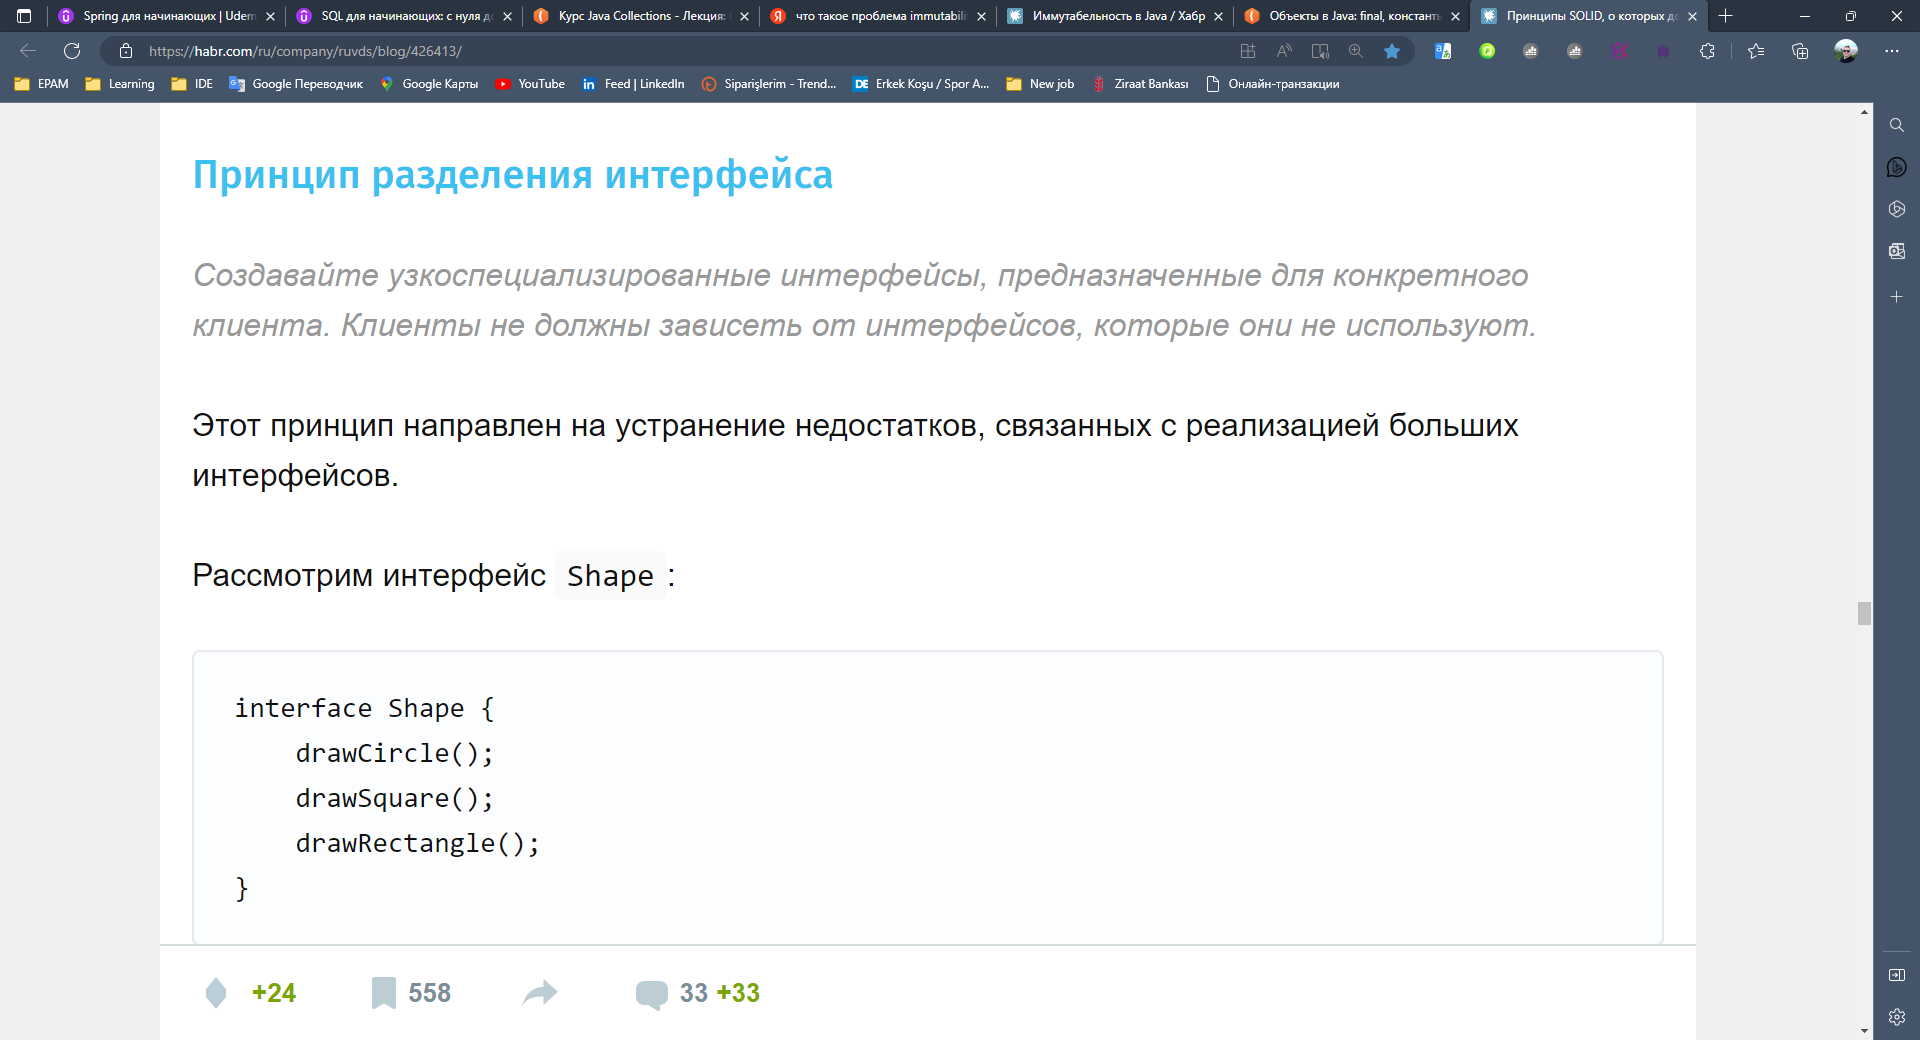 Spring для начинающих | Udem
SQL для начинающих: с нуля до
Курс Java Collections - Лекция:
что такое проблема immutabili
Иммутабельность в Java / Хабр
Объекты в Java: final, константы
Принципы SOLID, о которых до
https://habr.com/ru/company/ruvds/blog/426413/
EPAM
Learning
IDE
Google Переводчик
Google Карты
YouTube
Feed | LinkedIn
Siparişlerim - Trend...
Erkek Koşu / Spor A...
New job
Ziraat Bankası
Онлайн-транзакции
Принцип разделения интерфейса
Создавайте узкоспециализированные интерфейсы, предназначенные для конкретного
клиента. Клиенты не должны зависеть от интерфейсов, которые они не используют.
Этот принцип направлен на устранение недостатков, связанных с реализацией больших
интерфейсов.
Рассмотрим интерфейс Shape :
interface Shape {
drawCircle();
drawSquare();
drawRectangle();
}
+24
558
33 +33